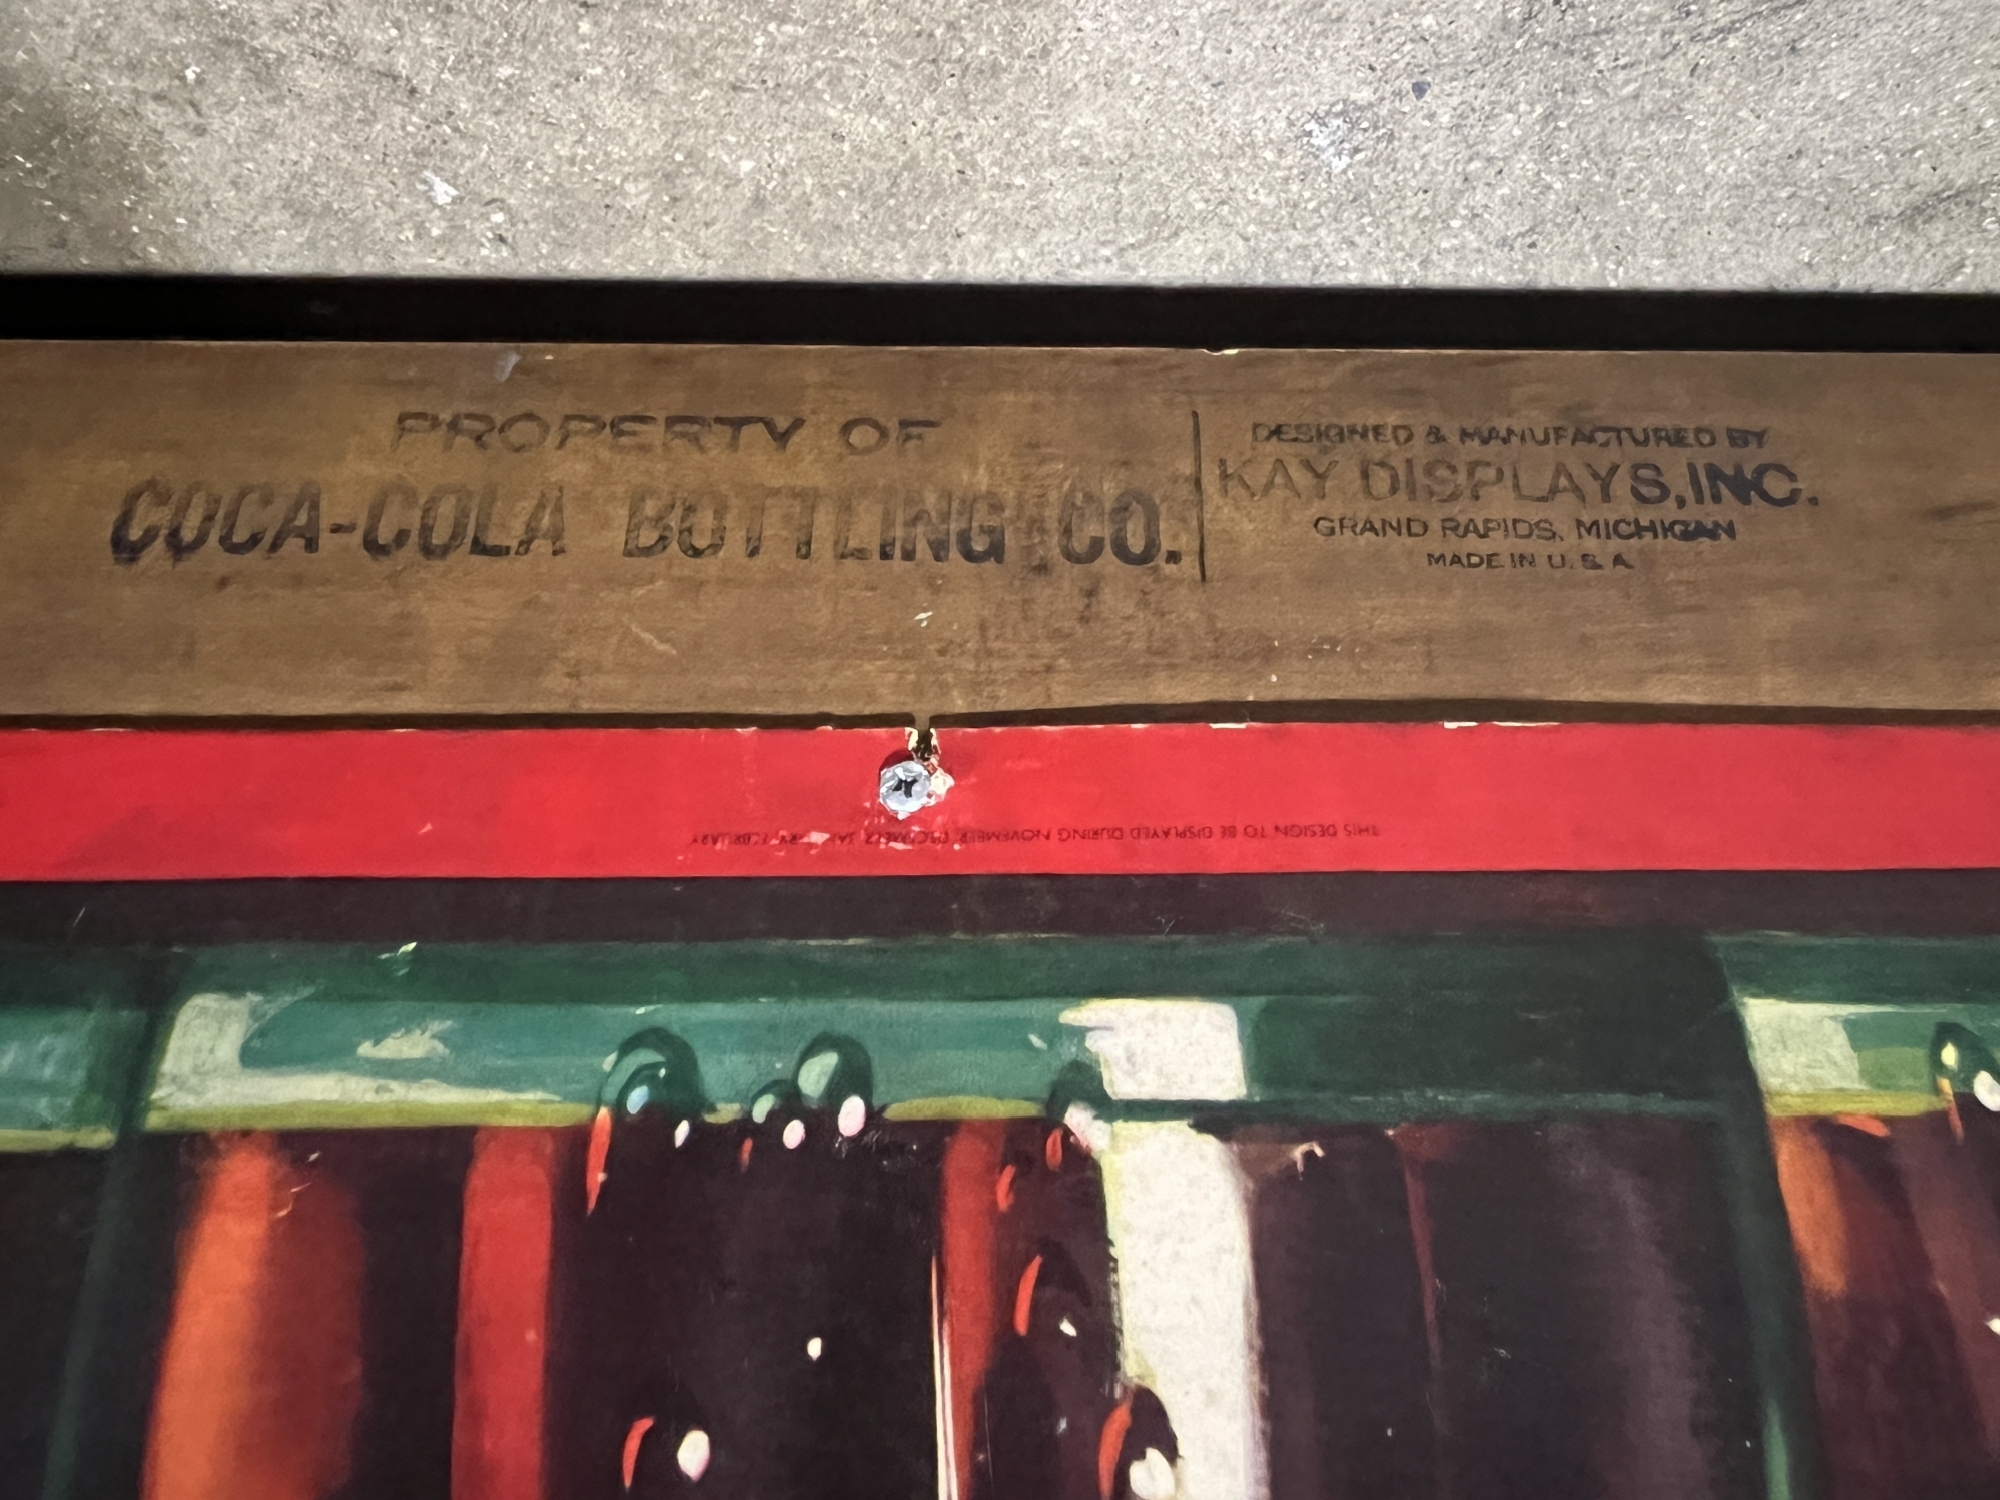 PROPERTY OF
COCA-COLA BOTTLING CO.
DESIGNED & MANUFACTURED BY
KAY DISPLAYS, INC.
GRAND RAPIDS, MICHIGAN
MADE IN U.S.A.
THIS DESIGN TO BE DISPLAYED DURING NOVEMBER, DECEMBER, JANUARY, FEBRUARY